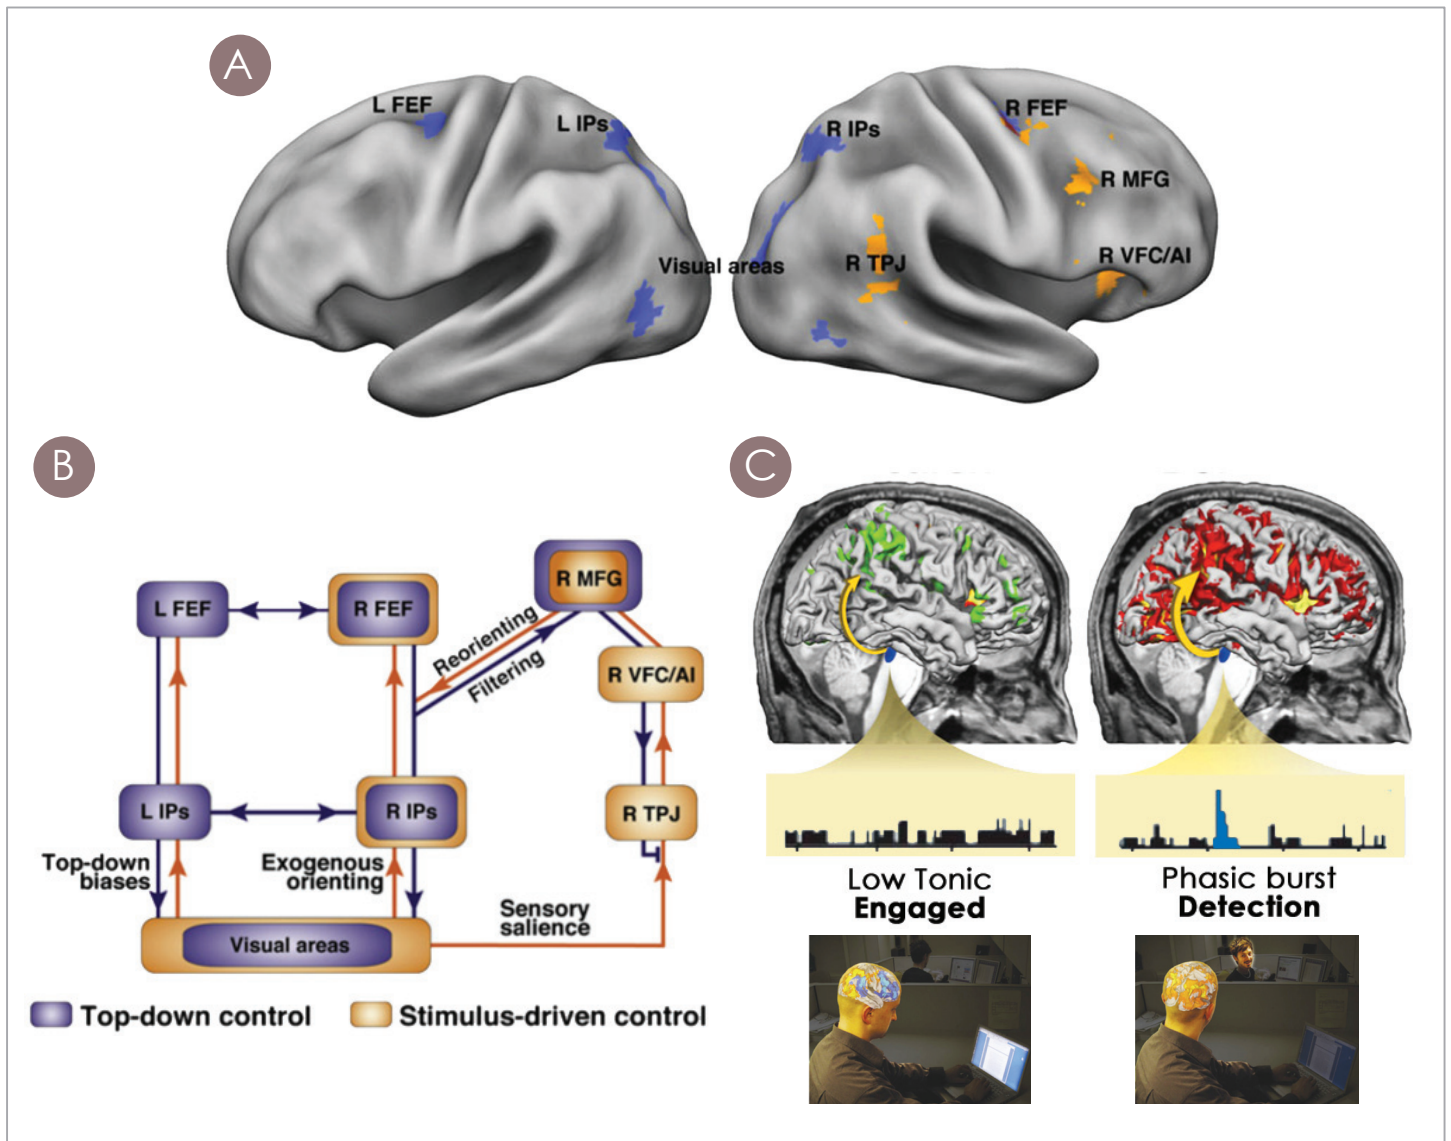 A
L FEF
L IPs
R IPs
R FEF
R MFG
R VFC/AI
Visual areas
R TPJ
B
L FEF
R FEF
R MFG
Reorienting
Filtering
R VFC/AI
L IPs
R IPs
R TPJ
Top-down
biases
Exogenous
orienting
Sensory
salience
Visual areas
Top-down control
Stimulus-driven control
C
Low Tonic
Engaged
Phasic burst
Detection